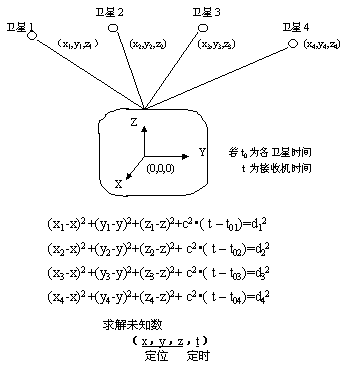 卫星1
卫星2
卫星3
卫星4
(x₁,y₁,z₁)
(x₂,y₂,z₂)
(x₃,y₃,z₃)
(x₄,y₄,z₄)
Z
Y
(0,0,0)
X
若 t₀ 为各卫星时间
t 为接收机时间
(x₁-x)²+(y₁-y)²+(z₁-z)²+c²•( t – t₀₁)=d₁²
(x₂-x)²+(y₂-y)²+(z₂-z)²+ c²•( t – t₀₂)=d₂²
(x₃-x)²+(y₃-y)²+(z₃-z)²+ c²•( t – t₀₃)=d₃²
(x₄-x)²+(y₄-y)²+(z₄-z)²+ c²•( t – t₀₄)=d₄²
求解未知数
( x , y , z , t )
定位 定时